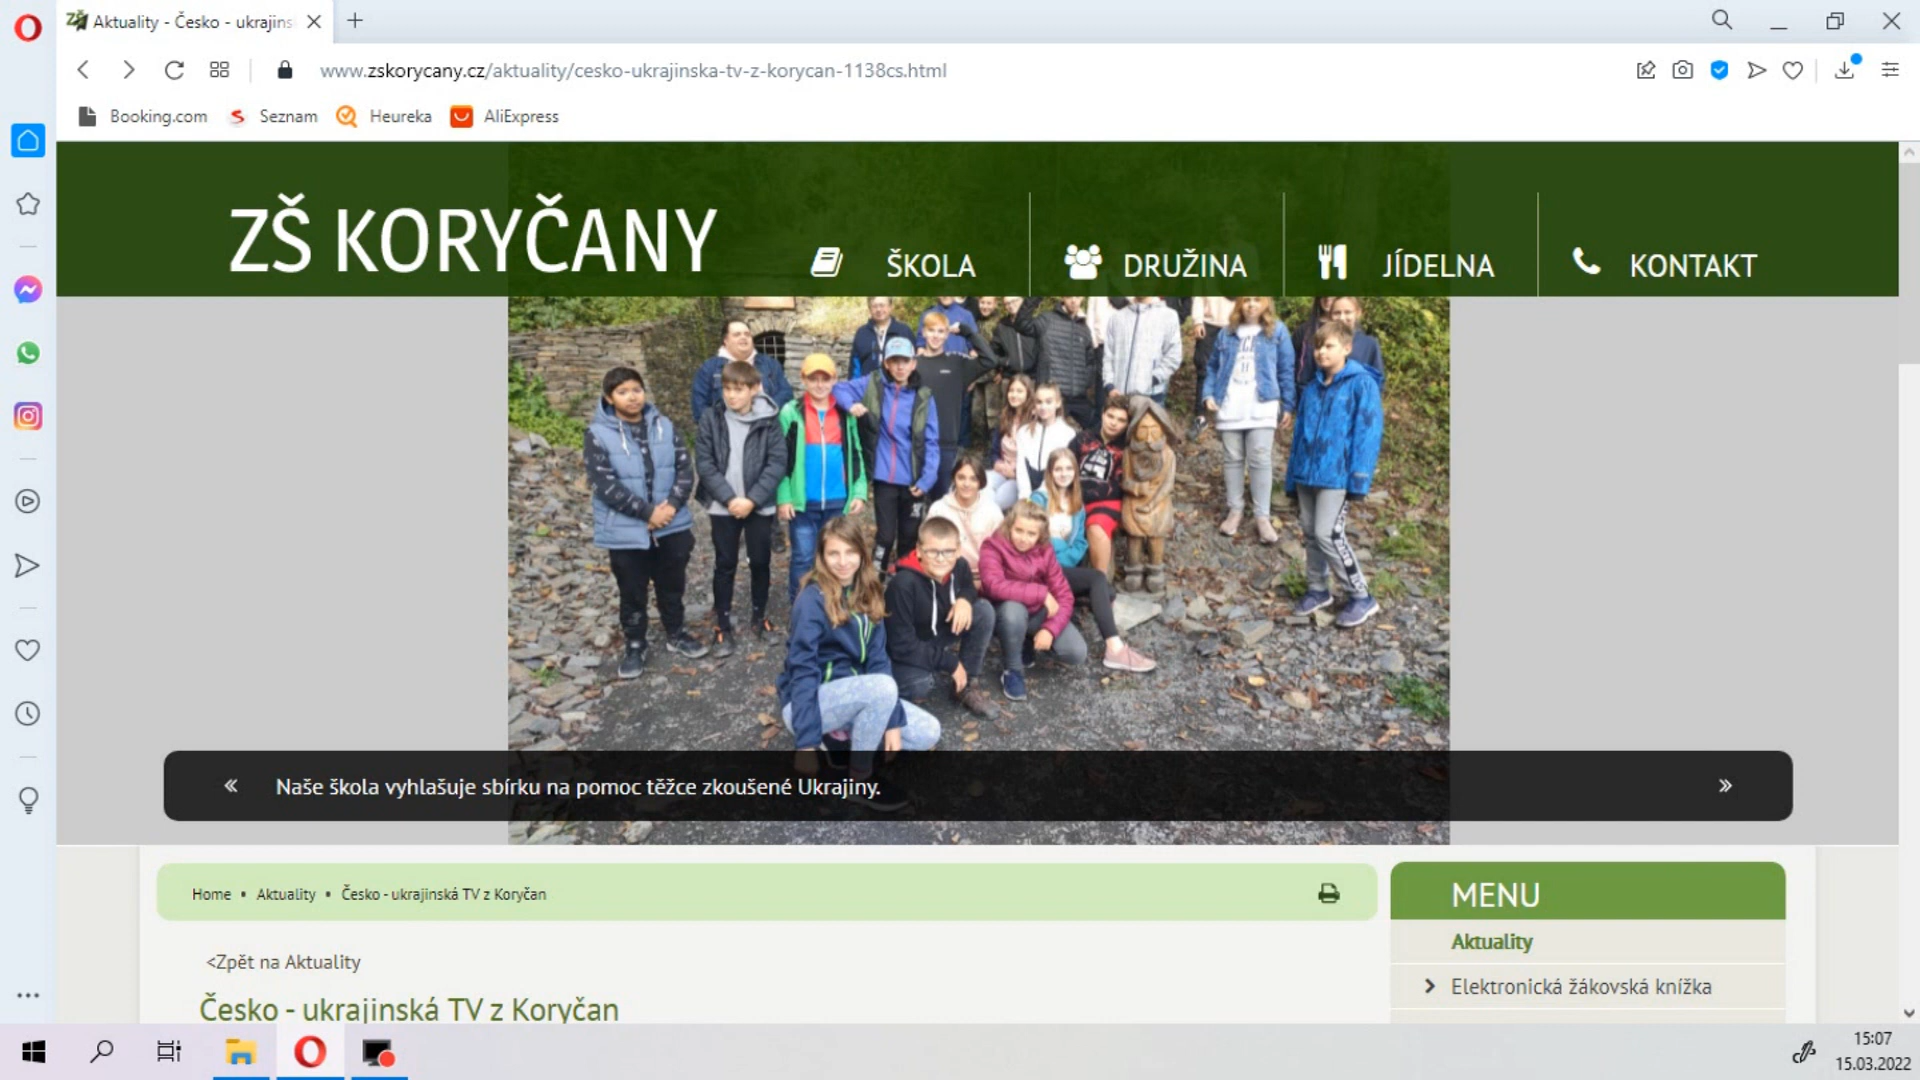 Aktuality - Česko - ukrajins
www.zskorycany.cz/aktuality/cesko-ukrajinska-tv-z-korycan-1138cs.html
Booking.com Seznam Heureka AliExpress
ZŠ KORYČANY
ŠKOLA DRUŽINA JÍDELNA KONTAKT
« Naše škola vyhlašuje sbírku na pomoc těžce zkoušené Ukrajiny. »
Home • Aktuality • Česko - ukrajinská TV z Koryčan
MENU
Aktuality
<Zpět na Aktuality
Elektronická žákovská knížka
Česko - ukrajinská TV z Koryčan
15:07
15.03.2022